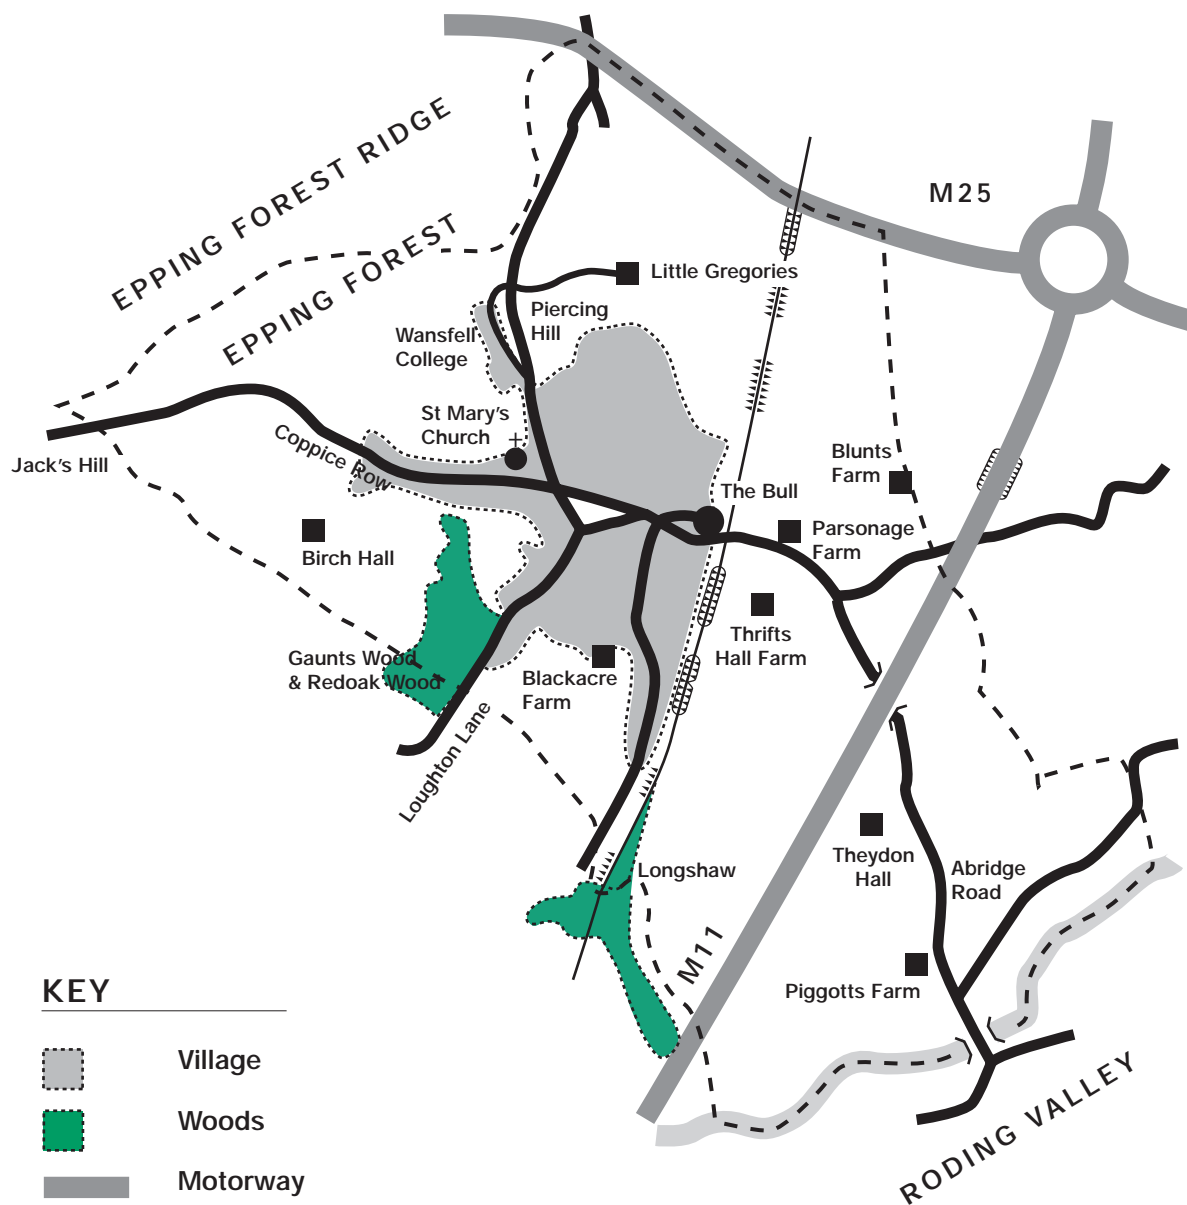 M25
EPPING FOREST RIDGE
EPPING FOREST
Little Gregories
Piercing
Hill
Wansfell
College
St Mary's
Church
Coppice Row
Jack's Hill
Blunts
Farm
The Bull
Parsonage
Farm
Birch Hall
Thrifts
Hall Farm
Gaunts Wood
& Redoak Wood
Blackacre
Farm
Loughton Lane
Longshaw
Theydon
Hall
Abridge
Road
M11
Piggotts Farm
RODING VALLEY
KEY
Village
Woods
Motorway